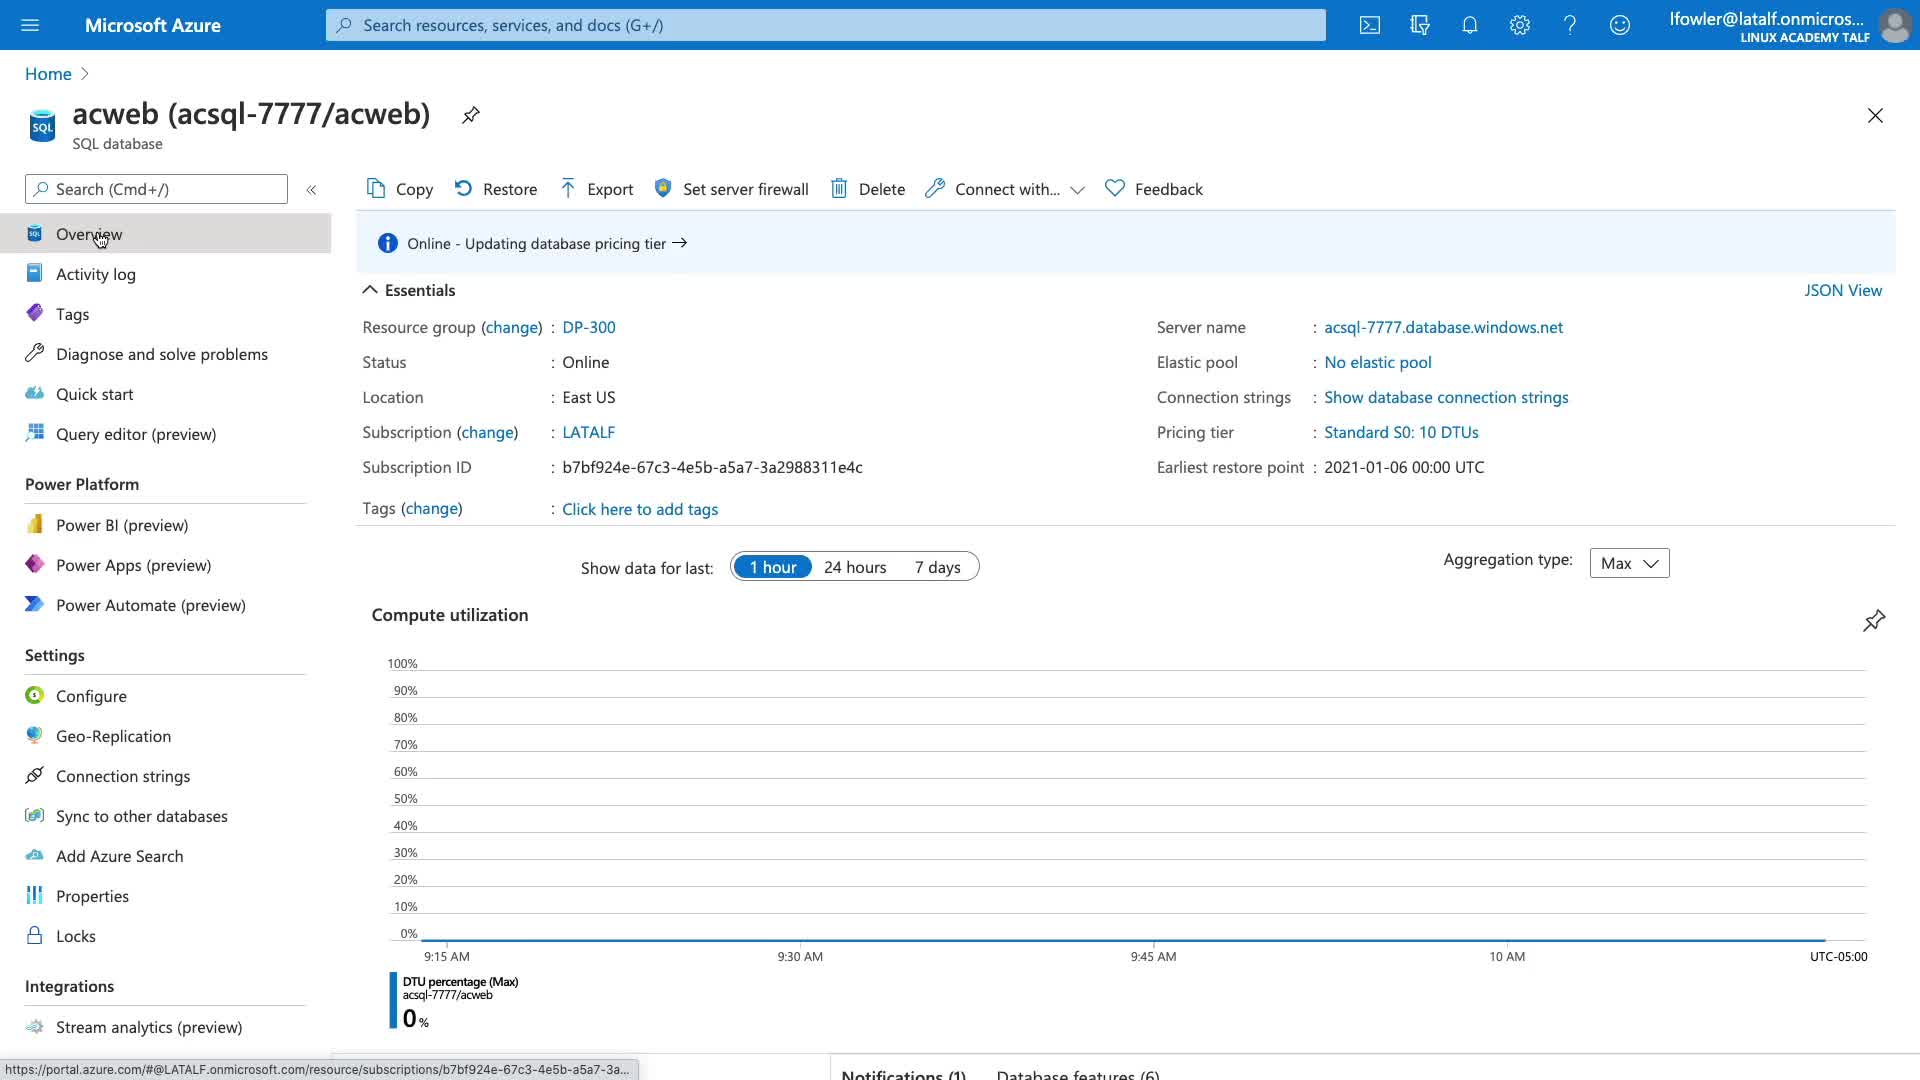 Microsoft Azure
Search resources, services, and docs (G+/)
lfowler@latalf.onmicros...
LINUX ACADEMY TALF
Home
acweb (acsql-7777/acweb)
SQL
SQL database
Search (Cmd+/)
«
Copy
Restore
Export
Set server firewall
Delete
Connect with...
Feedback
Overview
Activity log
Tags
Diagnose and solve problems
Quick start
Query editor (preview)
Power Platform
Power BI (preview)
Power Apps (preview)
Power Automate (preview)
Settings
Configure
Geo-Replication
Connection strings
Sync to other databases
Add Azure Search
Properties
Locks
Integrations
Stream analytics (preview)
Online - Updating database pricing tier →
Essentials
JSON View
Resource group (change) : DP-300
Status : Online
Location : East US
Subscription (change) : LATALF
Subscription ID : b7bf924e-67c3-4e5b-a5a7-3a2988311e4c
Tags (change) : Click here to add tags
Server name : acsql-7777.database.windows.net
Elastic pool : No elastic pool
Connection strings : Show database connection strings
Pricing tier : Standard S0: 10 DTUs
Earliest restore point : 2021-01-06 00:00 UTC
Show data for last: 1 hour 24 hours 7 days
Aggregation type: Max
Compute utilization
100%
90%
80%
70%
60%
50%
40%
30%
20%
10%
0%
9:15 AM 9:30 AM 9:45 AM 10 AM UTC-05:00
DTU percentage (Max)
acsql-7777/acweb
0 %
Notifications (1) Database features (6)
https://portal.azure.com/#@LATALF.onmicrosoft.com/resource/subscriptions/b7bf924e-67c3-4e5b-a5a7-3a...